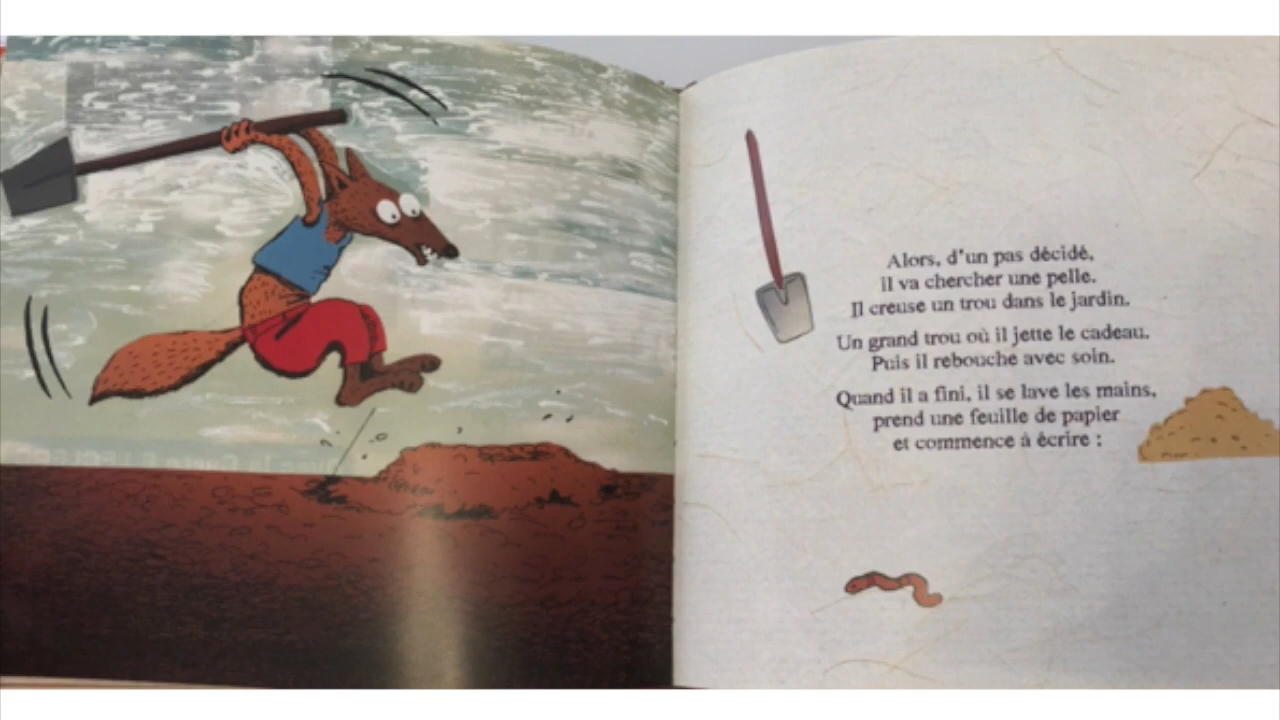 Alors, d'un pas décidé,
il va chercher une pelle.
Il creuse un trou dans le jardin.
Un grand trou où il jette le cadeau.
Puis il rebouche avec soin.
Quand il a fini, il se lave les mains,
prend une feuille de papier
et commence à écrire :